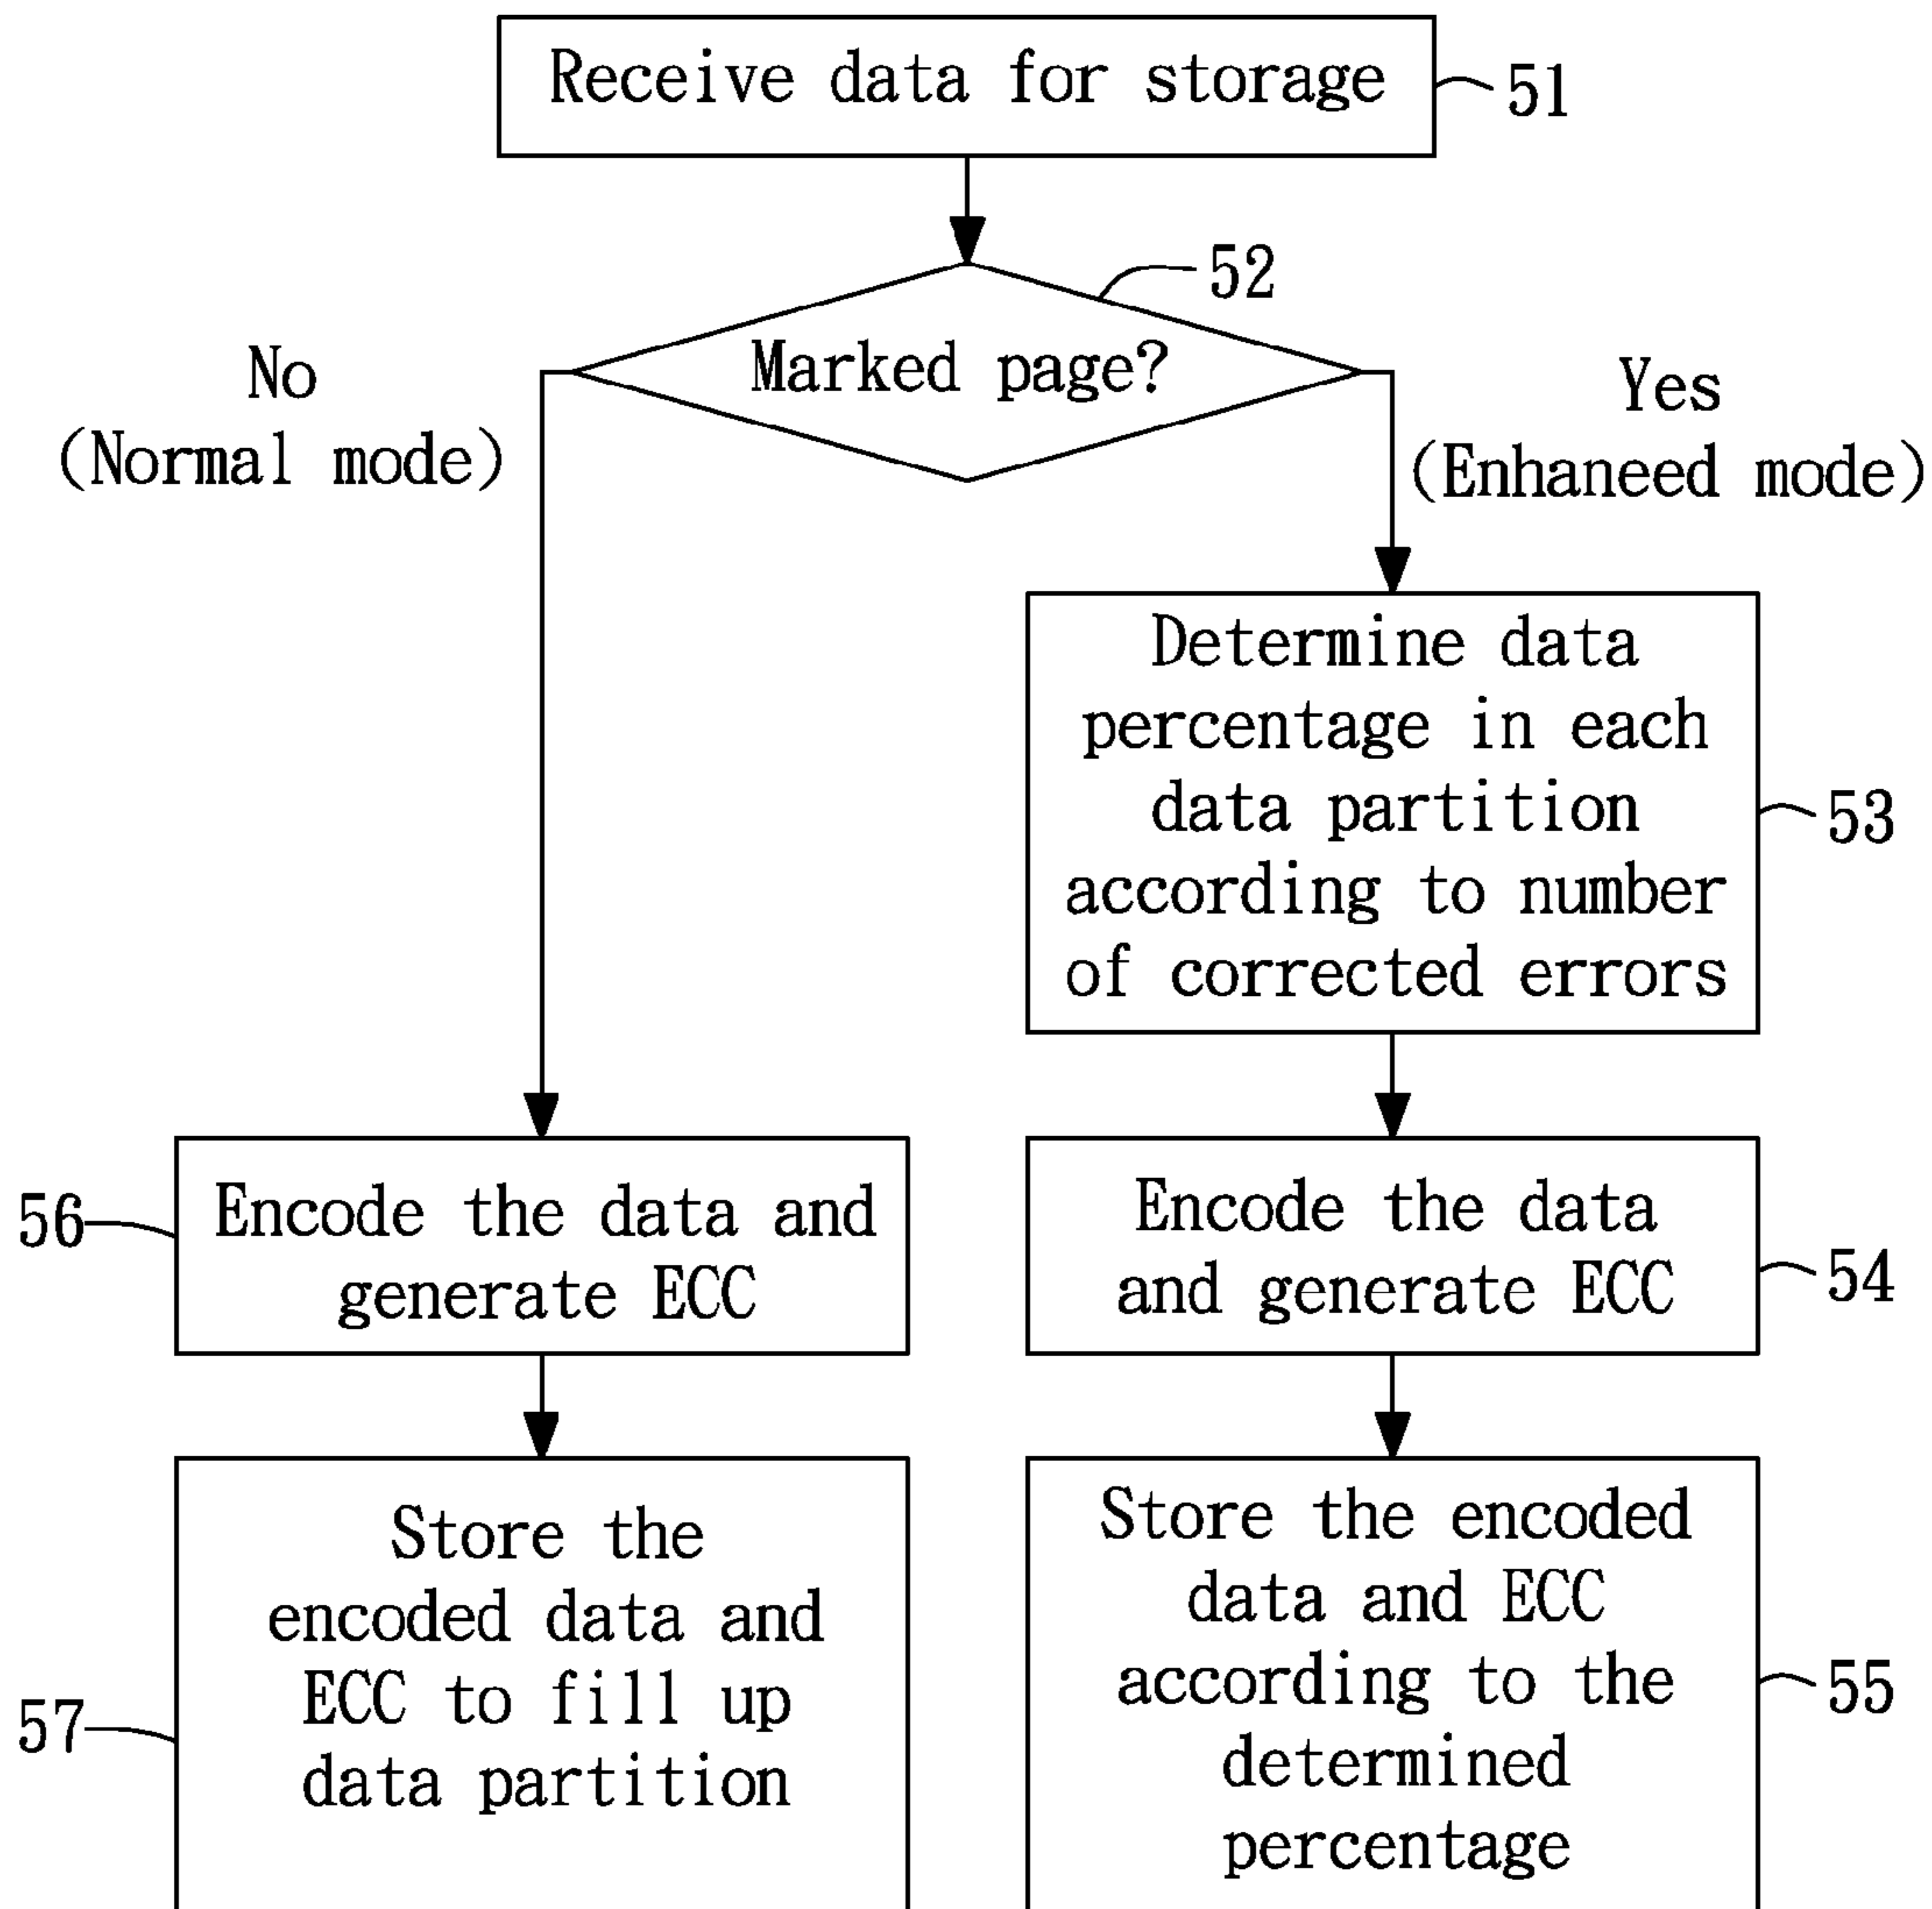 Receive data for storage
51
52
Marked page?
No
(Normal mode)
Yes
(Enhaneed mode)
Determine data
percentage in each
data partition
according to number
of corrected errors
53
56
Encode the data and
generate ECC
Encode the data
and generate ECC
54
57
Store the
encoded data and
ECC to fill up
data partition
Store the encoded
data and ECC
according to the
determined
percentage
55